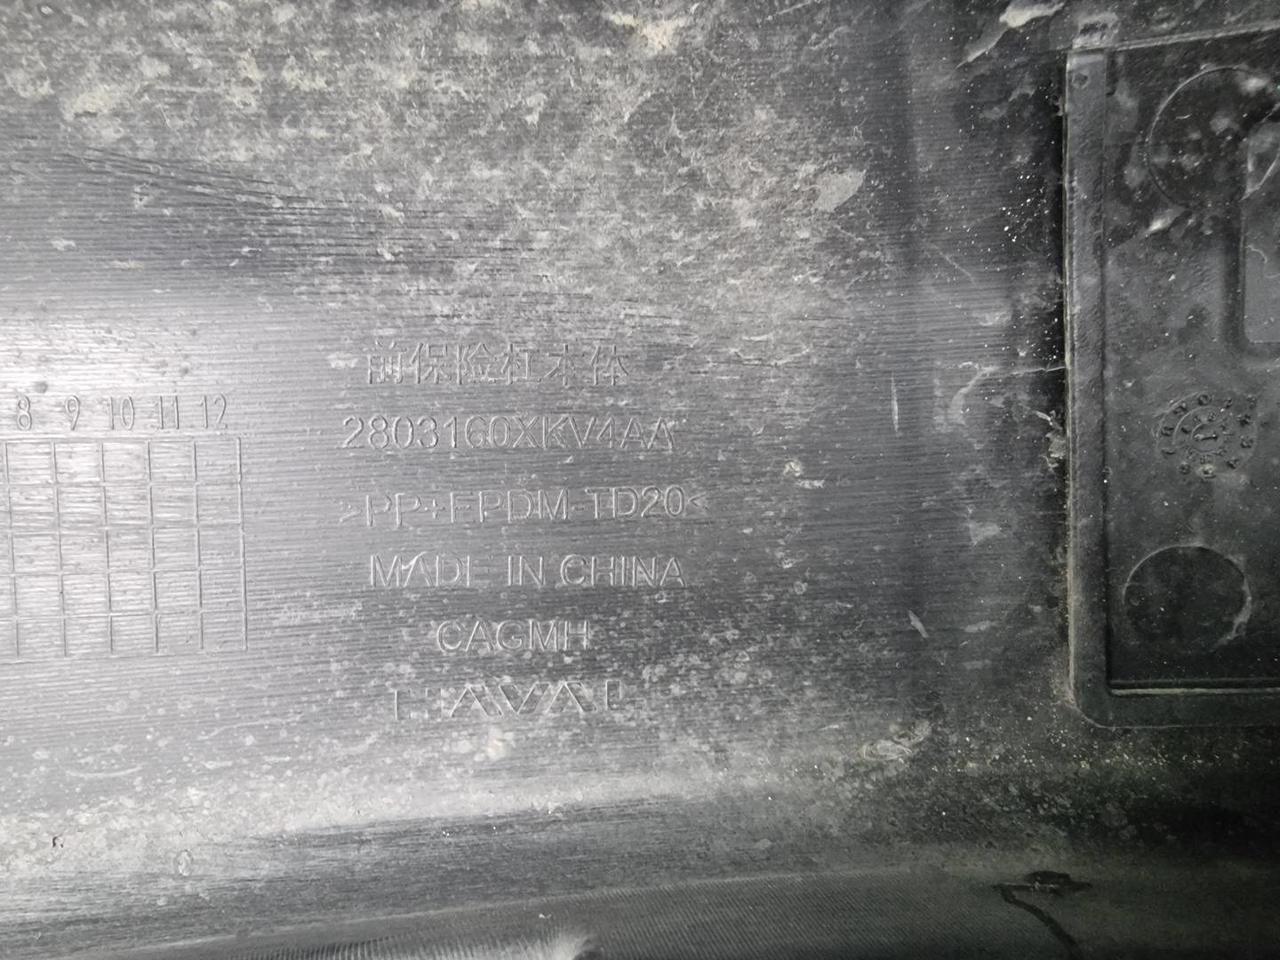 前保险杠本体
8 9 10 11 12
2803160XKV4AA
>PP+EPDM-TD20<
MADE IN CHINA
CAGMH
HAVAL